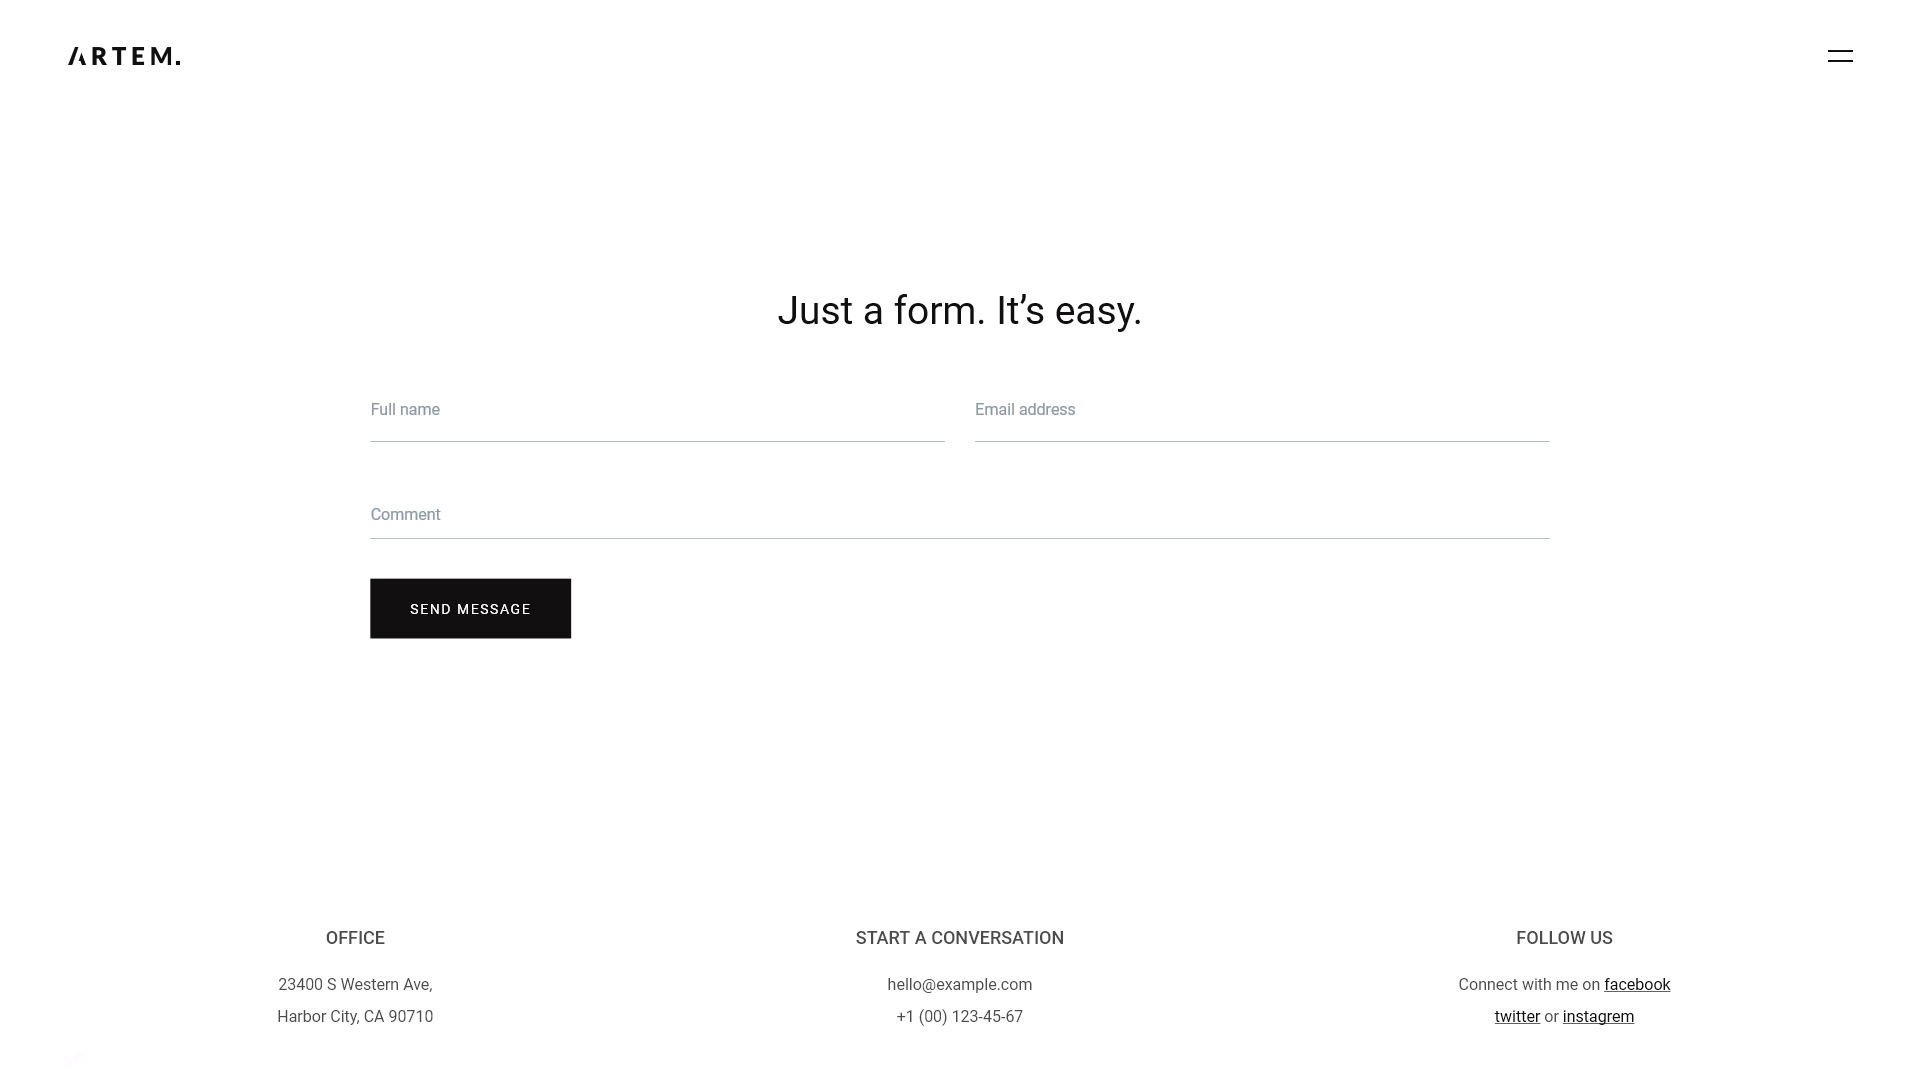 ARTEM.
Just a form. It’s easy.
Full name
Email address
Comment
SEND MESSAGE
OFFICE
23400 S Western Ave,
Harbor City, CA 90710
START A CONVERSATION
hello@example.com
+1 (00) 123-45-67
FOLLOW US
Connect with me on facebook
twitter or instagrem